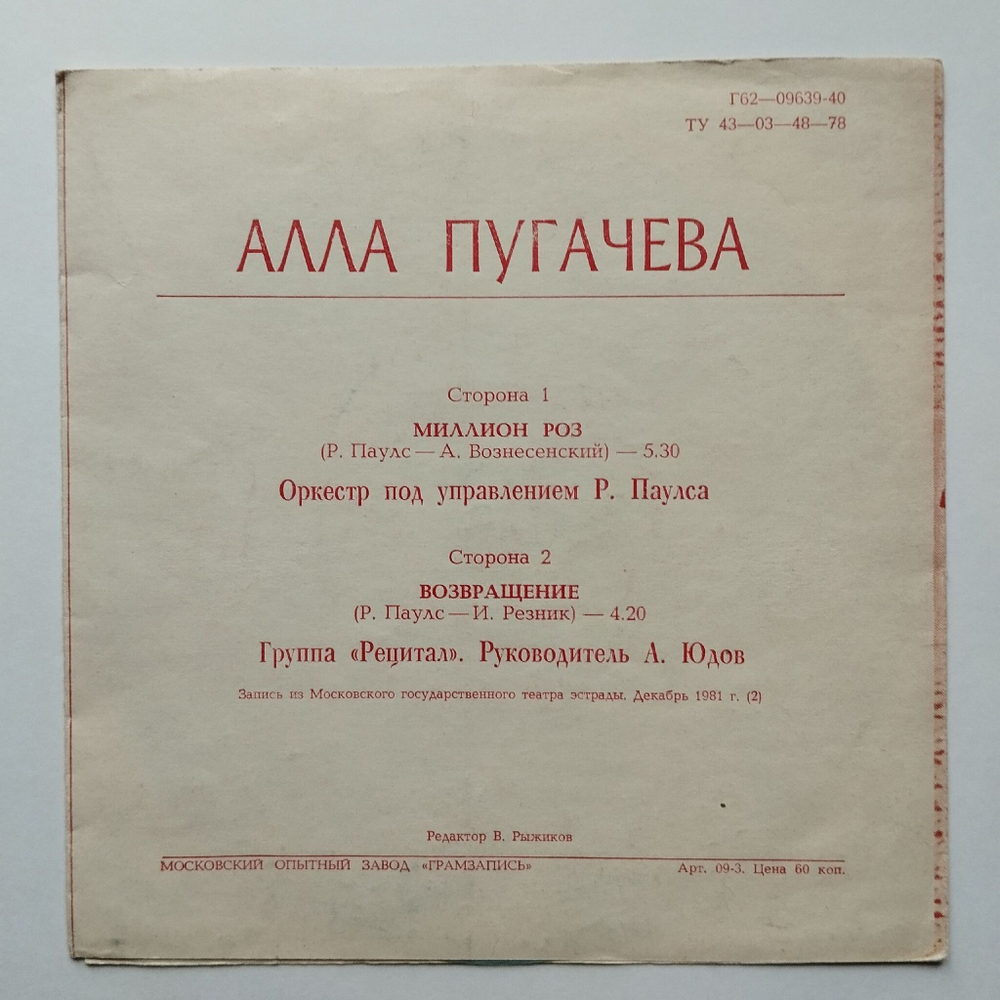 Г62—09639-40
ТУ 43—03—48—78
АЛЛА ПУГАЧЕВА
Сторона 1
МИЛЛИОН РОЗ
(Р. Паулс — А. Вознесенский) — 5.30
Оркестр под управлением Р. Паулса
Сторона 2
ВОЗВРАЩЕНИЕ
(Р. Паулс — И. Резник) — 4.20
Группа «Рецитал». Руководитель А. Юдов
Запись из Московского государственного театра эстрады. Декабрь 1981 г. (2)
Редактор В. Рыжиков
МОСКОВСКИЙ ОПЫТНЫЙ ЗАВОД «ГРАМЗАПИСЬ» Арт. 09-3. Цена 60 коп.